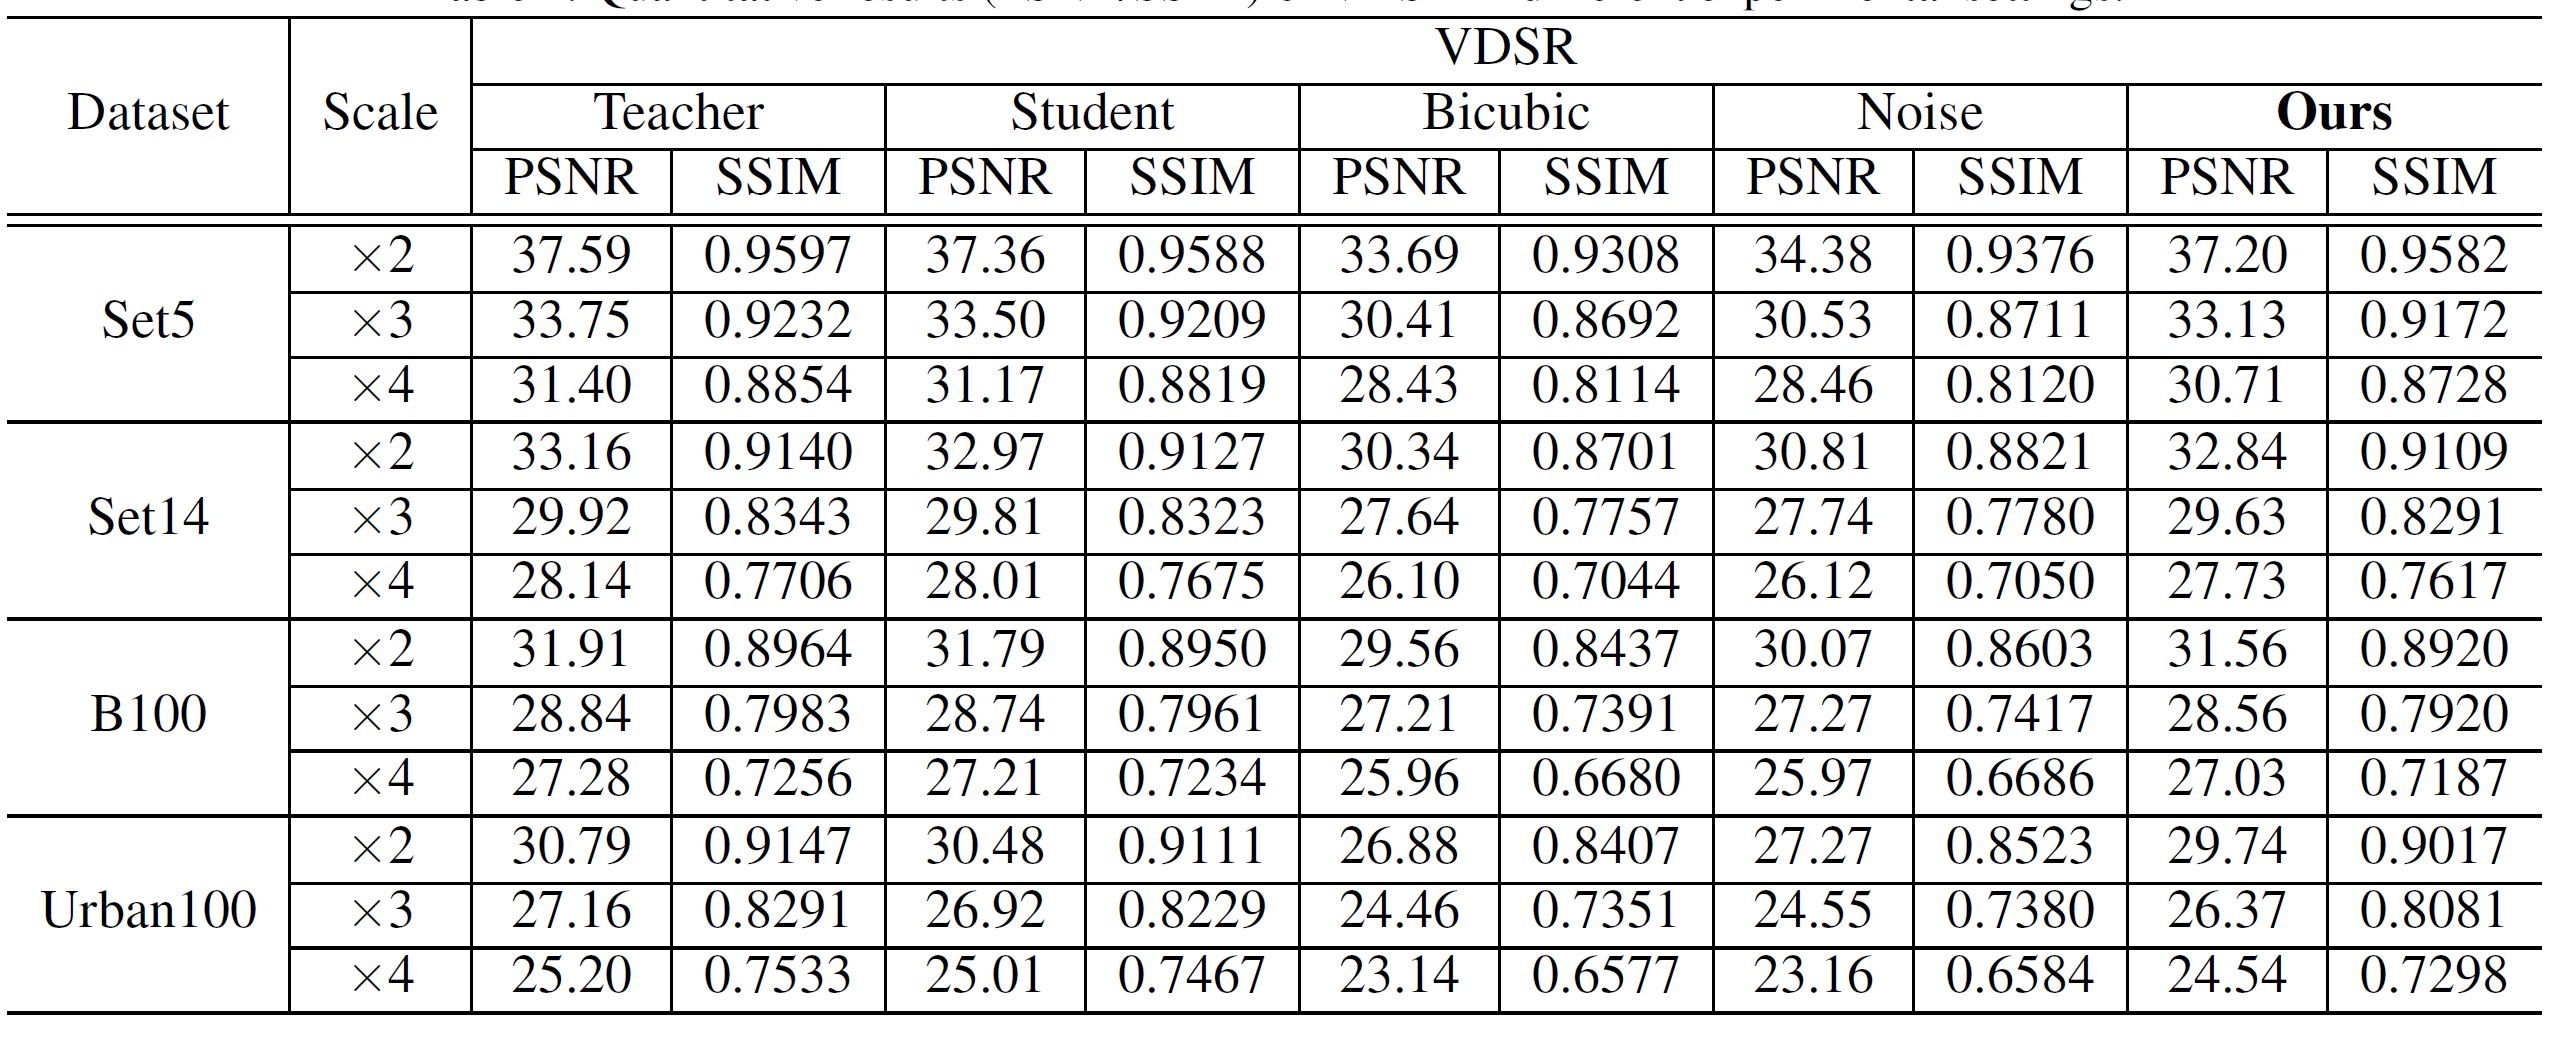 VDSR
Dataset Scale Teacher Student Bicubic Noise Ours
PSNR SSIM PSNR SSIM PSNR SSIM PSNR SSIM PSNR SSIM
Set5 ×2 37.59 0.9597 37.36 0.9588 33.69 0.9308 34.38 0.9376 37.20 0.9582
×3 33.75 0.9232 33.50 0.9209 30.41 0.8692 30.53 0.8711 33.13 0.9172
×4 31.40 0.8854 31.17 0.8819 28.43 0.8114 28.46 0.8120 30.71 0.8728
Set14 ×2 33.16 0.9140 32.97 0.9127 30.34 0.8701 30.81 0.8821 32.84 0.9109
×3 29.92 0.8343 29.81 0.8323 27.64 0.7757 27.74 0.7780 29.63 0.8291
×4 28.14 0.7706 28.01 0.7675 26.10 0.7044 26.12 0.7050 27.73 0.7617
B100 ×2 31.91 0.8964 31.79 0.8950 29.56 0.8437 30.07 0.8603 31.56 0.8920
×3 28.84 0.7983 28.74 0.7961 27.21 0.7391 27.27 0.7417 28.56 0.7920
×4 27.28 0.7256 27.21 0.7234 25.96 0.6680 25.97 0.6686 27.03 0.7187
Urban100 ×2 30.79 0.9147 30.48 0.9111 26.88 0.8407 27.27 0.8523 29.74 0.9017
×3 27.16 0.8291 26.92 0.8229 24.46 0.7351 24.55 0.7380 26.37 0.8081
×4 25.20 0.7533 25.01 0.7467 23.14 0.6577 23.16 0.6584 24.54 0.7298